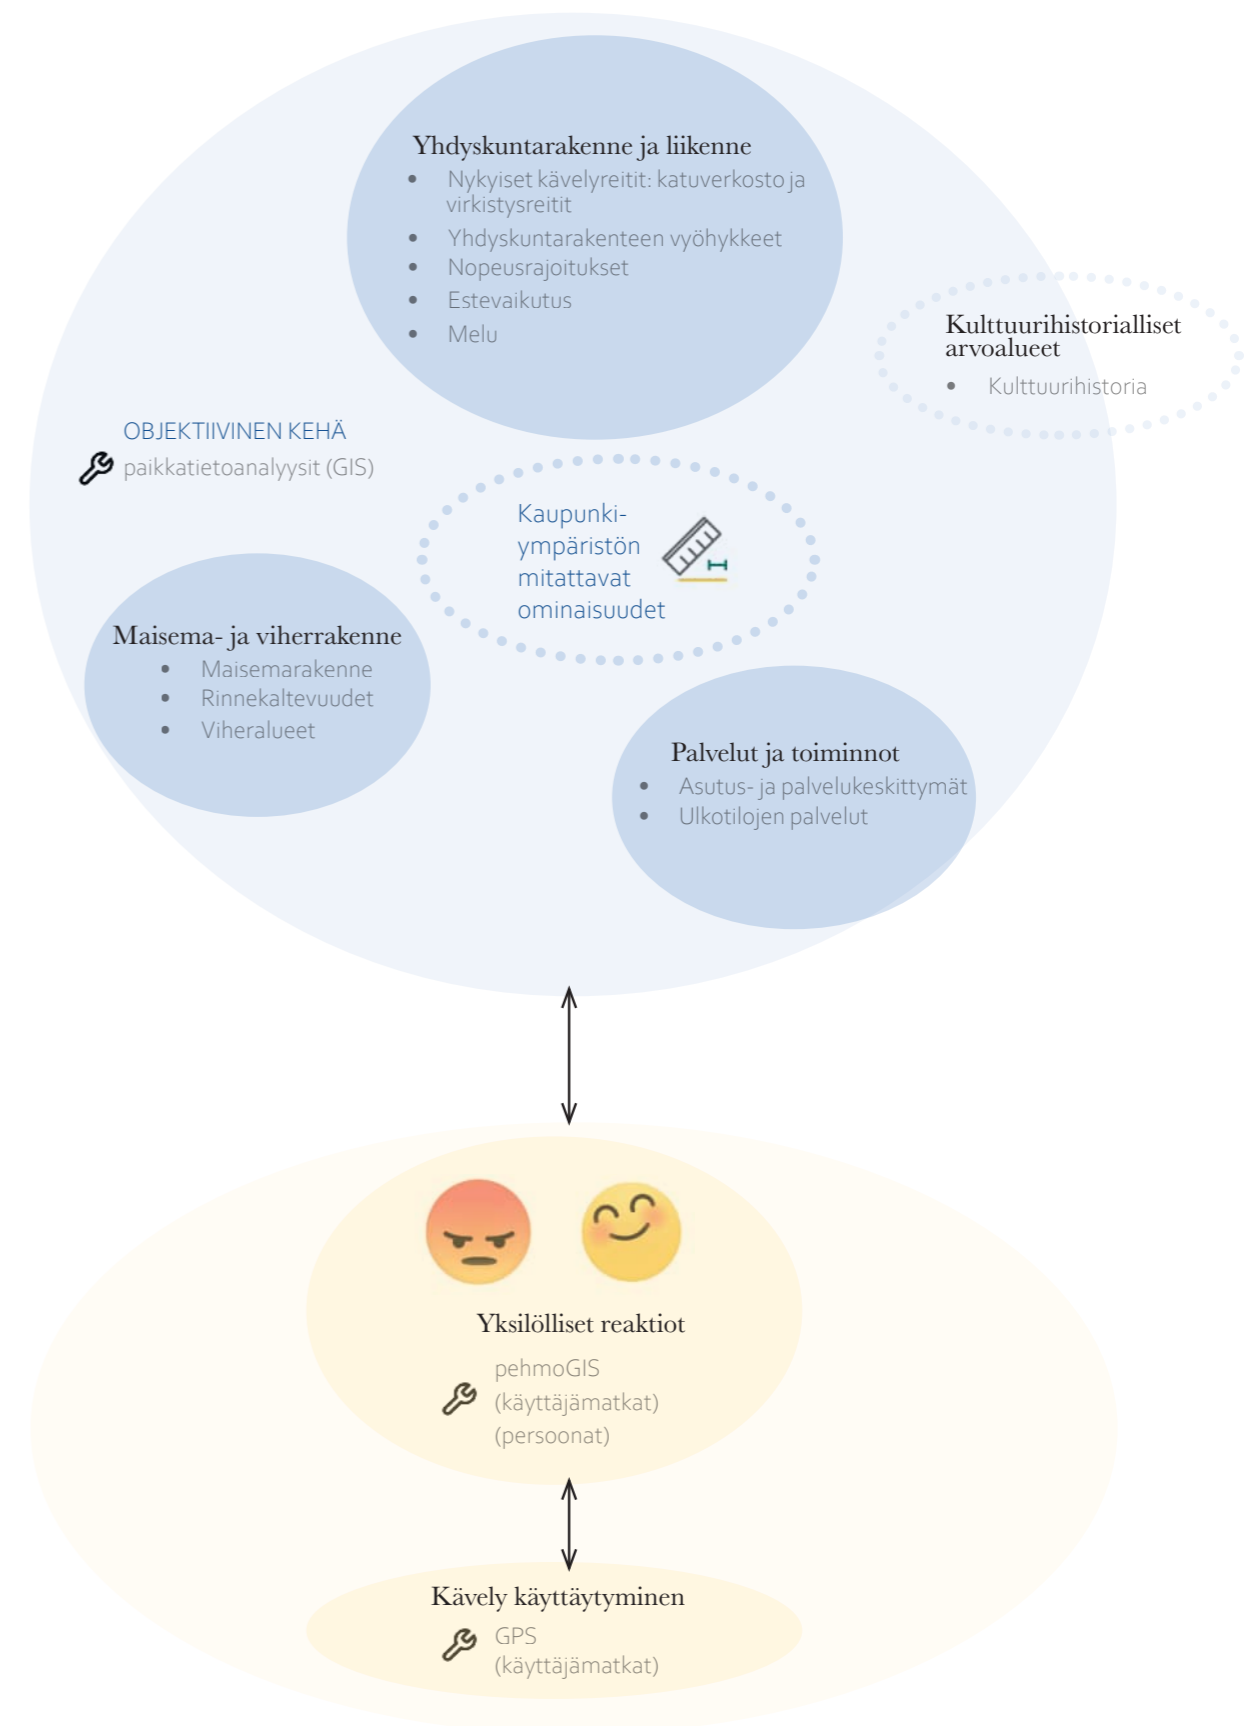 Yhdyskuntarakenne ja liikenne
• Nykyiset kävelyreitit: katuverkosto ja
virkistysreitit
• Yhdyskuntarakenteen vyöhykkeet
• Nopeusrajoitukset
• Estevaikutus
• Melu
Kulttuurihistorialliset
arvoalueet
• Kulttuurihistoria
OBJEKTIIVINEN KEHÄ
paikkatietoanalyysit (GIS)
Kaupunki-
ympäristön
mitattavat
ominaisuudet
Maisema- ja viherrakenne
• Maisemarakenne
• Rinnekaltevuudet
• Viheralueet
Palvelut ja toiminnot
• Asutus- ja palvelukeskittymät
• Ulkotilojen palvelut
Yksilölliset reaktiot
pehmoGIS
(käyttäjämatkat)
(persoonat)
Kävely käyttäytyminen
GPS
(käyttäjämatkat)